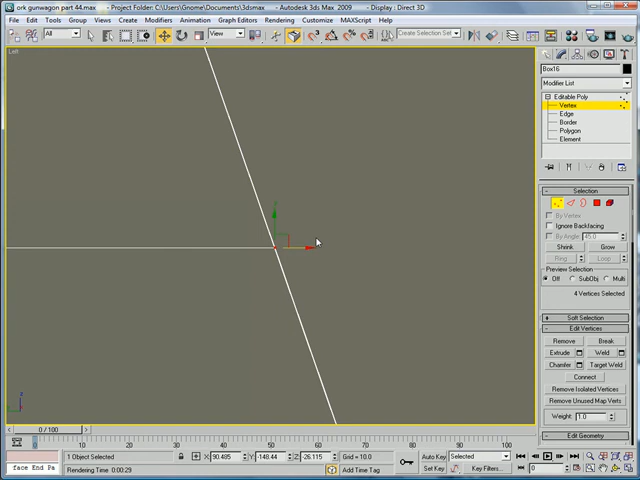 ork gunwagon part 44.max - Project Folder: C:\Users\Gnome\Documents\3dsmax - Autodesk 3ds Max 2009 - Display : Direct 3D
File Edit Tools Group Views Create Modifiers Animation Graph Editors Rendering Customize MAXScript Help
All View Create Selection Set
Left
Box16
Modifier List
Editable Poly
Vertex
Edge
Border
Polygon
Element
Selection
By Vertex
Ignore Backfacing
By Angle: 45.0
Shrink Grow
Ring Loop
Preview Selection
Off SubObj Multi
4 Vertices Selected
Soft Selection
Edit Vertices
Remove Break
Extrude Weld
Chamfer Target Weld
Connect
Remove Isolated Vertices
Remove Unused Map Verts
Weight: 1.0
Edit Geometry
0 / 100
0 10 20 30 40 50 60 70 80 90 100
1 Object Selected X: 90.485 Y: -148.44 Z: -26.115 Grid = 10.0 Auto Key Selected
face End Pa Rendering Time 0:00:29 Add Time Tag Set Key Key Filters... 0